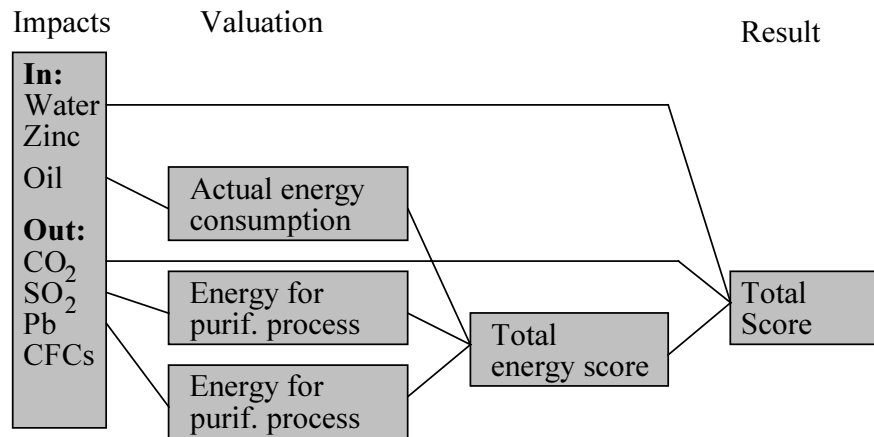 Impacts
Valuation
Result
In:
Water
Zinc
Oil
Out:
CO2
SO2
Pb
CFCs
Actual energy
consumption
Energy for
purif. process
Energy for
purif. process
Total
energy score
Total
Score